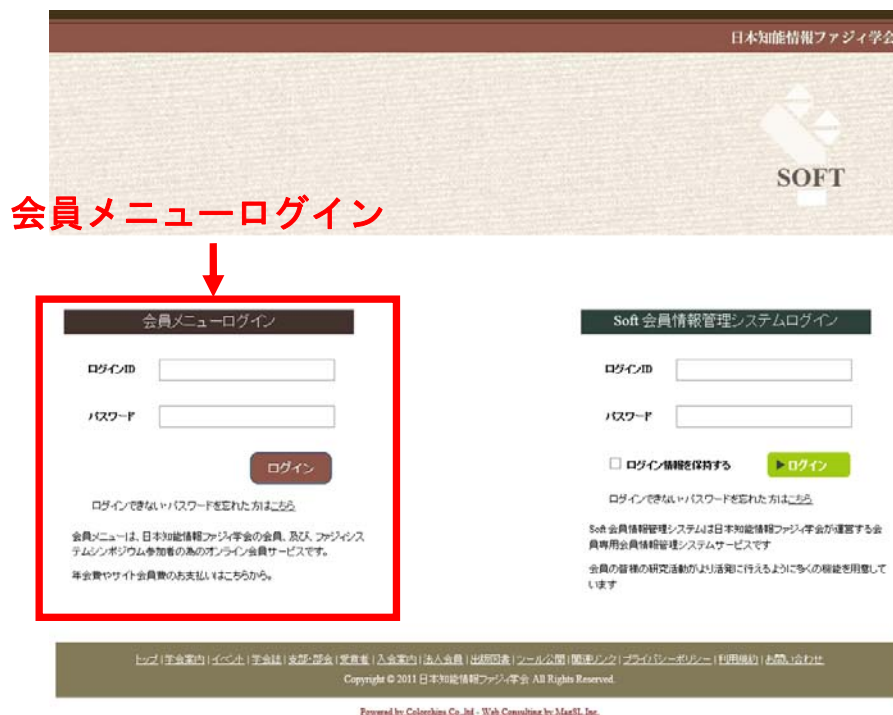 日本知能情報ファジィ学会
SOFT
会員メニューログイン
会員メニューログイン
ログインID
パスワード
ログイン
ログインできない・パスワードを忘れた方はこちら
会員メニューは、日本知能情報ファジィ学会の会員、及び、ファジィシス
テムシンポジウム参加者の為のオンライン会員サービスです。
年会費やサイト会員費のお支払いはこちらから。
Soft 会員情報管理システムログイン
ログインID
パスワード
ログイン情報を保持する
ログイン
ログインできない・パスワードを忘れた方はこちら
Soft 会員情報管理システムは日本知能情報ファジィ学会が運営する会
員専用会員情報管理システムサービスです
会員の皆様の研究活動がより活発に行えるように多くの機能を用意して
います
トップ | 学会案内 | イベント | 学会誌 | 支部・部会 | 受賞者 | 入会案内 | 法人会員 | 出版図書 | ツール公開 | 関連リンク | プライバシーポリシー | 利用規約 | お問い合わせ
Copyright © 2011 日本知能情報ファジィ学会 All Rights Reserved.
Powered by Colorchips Co.,ltd - Web Consulting by MagSL Inc.